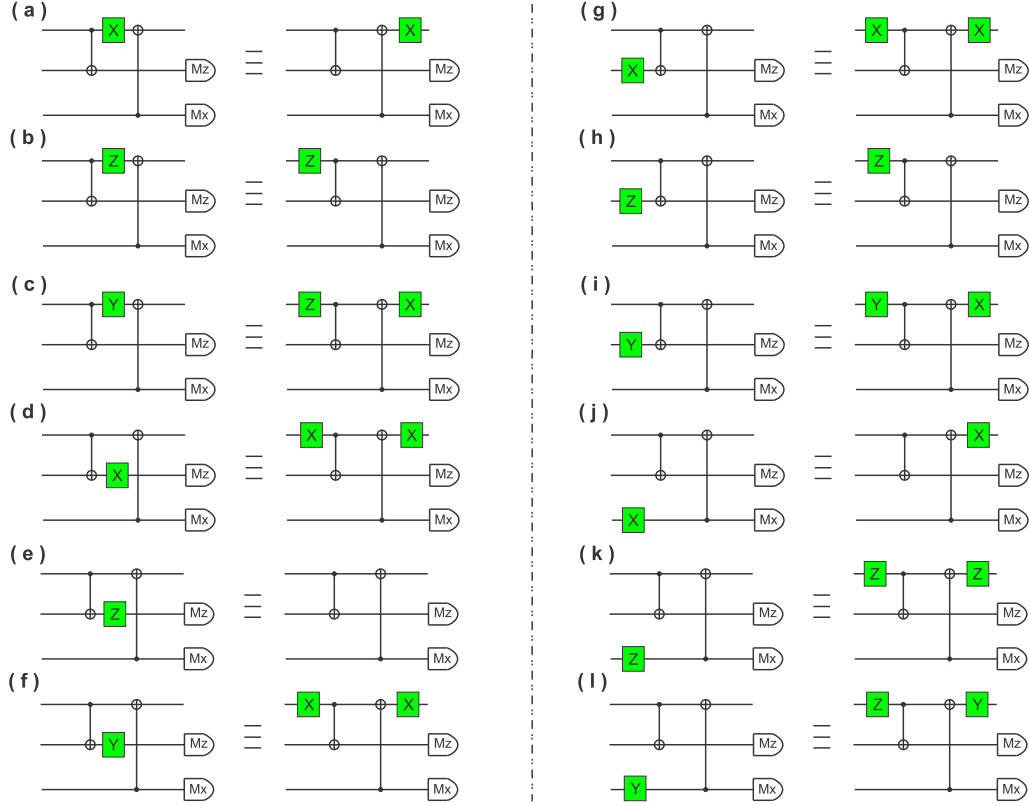 ( a )
X X
Mz Mz
Mx Mx
( b )
Z Z
Mz Mz
Mx Mx
( c )
Y Z X
Mz Mz
Mx Mx
( d )
X X
X Mz Mz
Mx Mx
( e )
Z Mz Mz
Mx Mx
( f )
X X
Y Mz Mz
Mx Mx
( g )
X X
X Mz Mz
Mx Mx
( h )
Z
Z Mz Mz
Mx Mx
( i )
Y X
Y Mz Mz
Mx Mx
( j )
X
Mz Mz
X Mx Mx
( k )
Z Z
Mz Mz
Z Mx Mx
( l )
Z Y
Mz Mz
Y Mx Mx